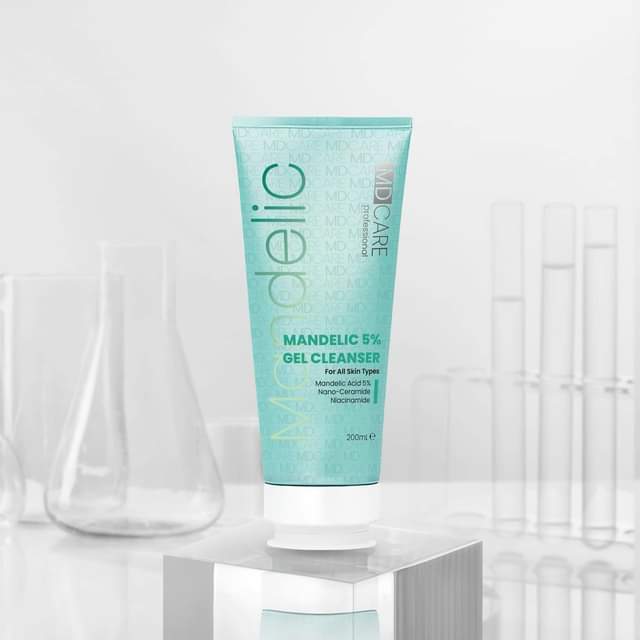 Mandelic
MDCARE
professional
MANDELIC 5%
GEL CLEANSER
For All Skin Types
Mandelic Acid 5%
Nano-Ceramide
Niacinamide
200mL ℮